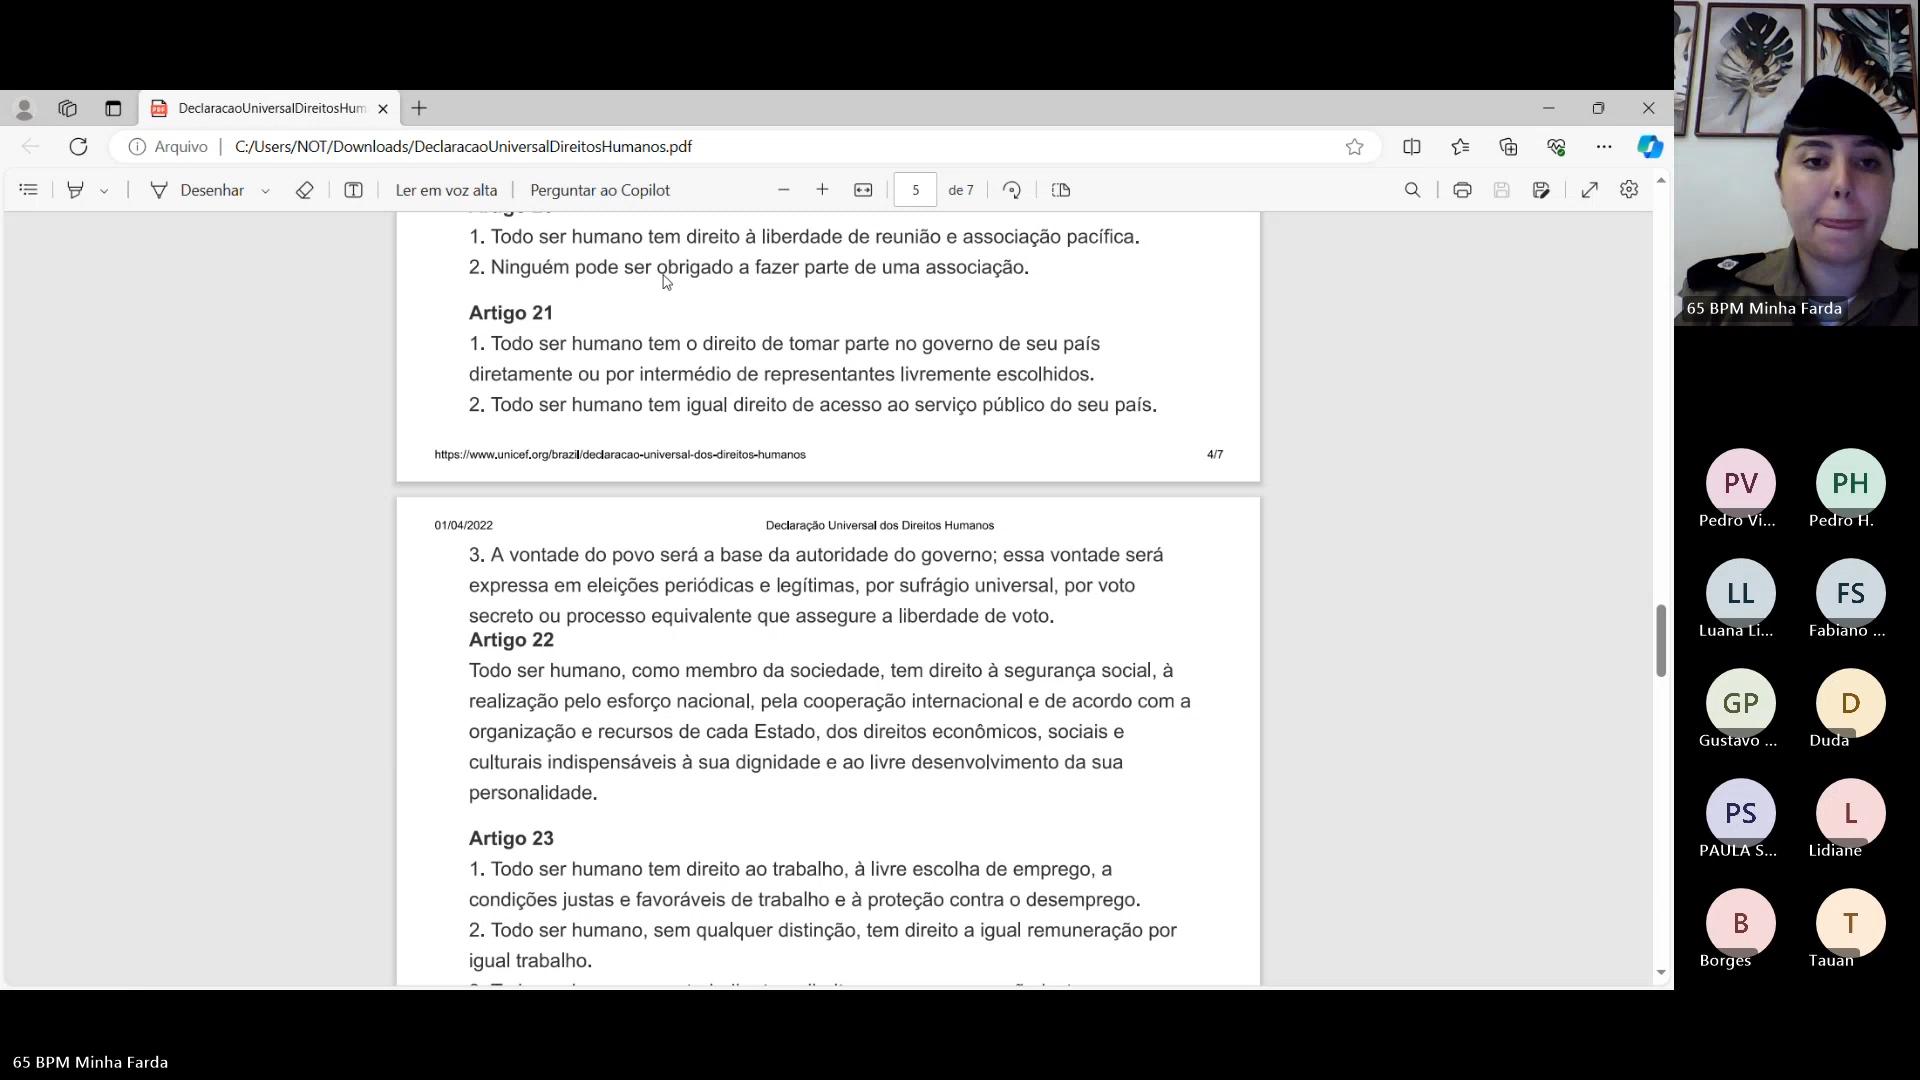 DeclaracaoUniversalDireitosHum
Arquivo
C:/Users/NOT/Downloads/DeclaracaoUniversalDireitosHumanos.pdf
Desenhar
Ler em voz alta
Perguntar ao Copilot
5
de 7
1. Todo ser humano tem direito à liberdade de reunião e associação pacífica.
2. Ninguém pode ser obrigado a fazer parte de uma associação.
Artigo 21
1. Todo ser humano tem o direito de tomar parte no governo de seu país
diretamente ou por intermédio de representantes livremente escolhidos.
2. Todo ser humano tem igual direito de acesso ao serviço público do seu país.
https://www.unicef.org/brazil/declaracao-universal-dos-direitos-humanos
4/7
01/04/2022
Declaração Universal dos Direitos Humanos
3. A vontade do povo será a base da autoridade do governo; essa vontade será
expressa em eleições periódicas e legítimas, por sufrágio universal, por voto
secreto ou processo equivalente que assegure a liberdade de voto.
Artigo 22
Todo ser humano, como membro da sociedade, tem direito à segurança social, à
realização pelo esforço nacional, pela cooperação internacional e de acordo com a
organização e recursos de cada Estado, dos direitos econômicos, sociais e
culturais indispensáveis à sua dignidade e ao livre desenvolvimento da sua
personalidade.
Artigo 23
1. Todo ser humano tem direito ao trabalho, à livre escolha de emprego, a
condições justas e favoráveis de trabalho e à proteção contra o desemprego.
2. Todo ser humano, sem qualquer distinção, tem direito a igual remuneração por
igual trabalho.
65 BPM Minha Farda
PV
Pedro Vi...
PH
Pedro H.
LL
Luana Li...
FS
Fabiano ...
GP
Gustavo ...
D
Duda
PS
PAULA S...
L
Lidiane
B
Borges
T
Tauan
65 BPM Minha Farda